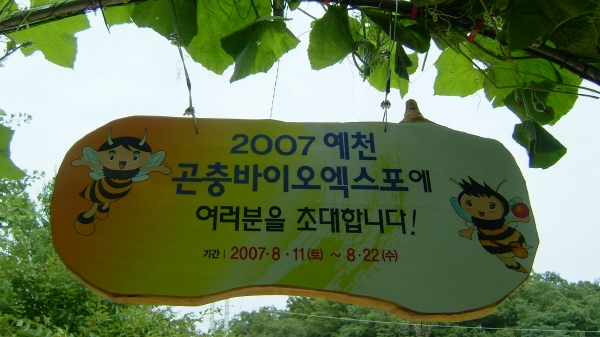 2007 예천
곤충바이오엑스포에
여러분을 초대합니다!
기간 | 2007·8·11(토) ~ 8·22(수)